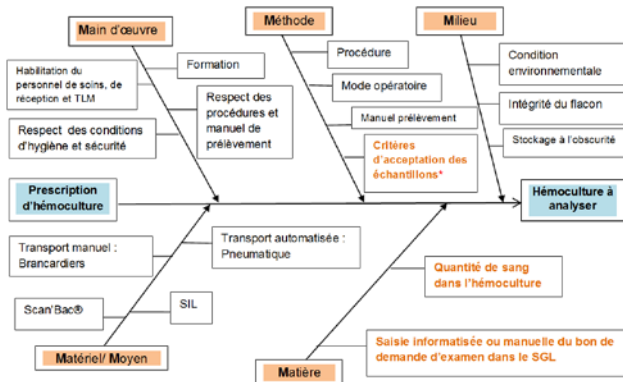 Main d'œuvre
Méthode
Milieu
Formation
Habilitation du
personnel de soins, de
réception et TLM
Respect des
procédures et
manuel de
prélèvement
Respect des conditions
d'hygiène et sécurité
Procédure
Mode opératoire
Manuel prélèvement
Critères
d'acceptation des
échantillons*
Condition
environnementale
Intégrité du flacon
Stockage à l'obscurité
Prescription
d'hémoculture
Hémoculture à
analyser
Transport manuel :
Brancardiers
Transport automatisée :
Pneumatique
Scan'Bac®
SIL
Matériel/ Moyen
Quantité de sang
dans l'hémoculture
Saisie informatisée ou manuelle du bon de
demande d'examen dans le SGL
Matière